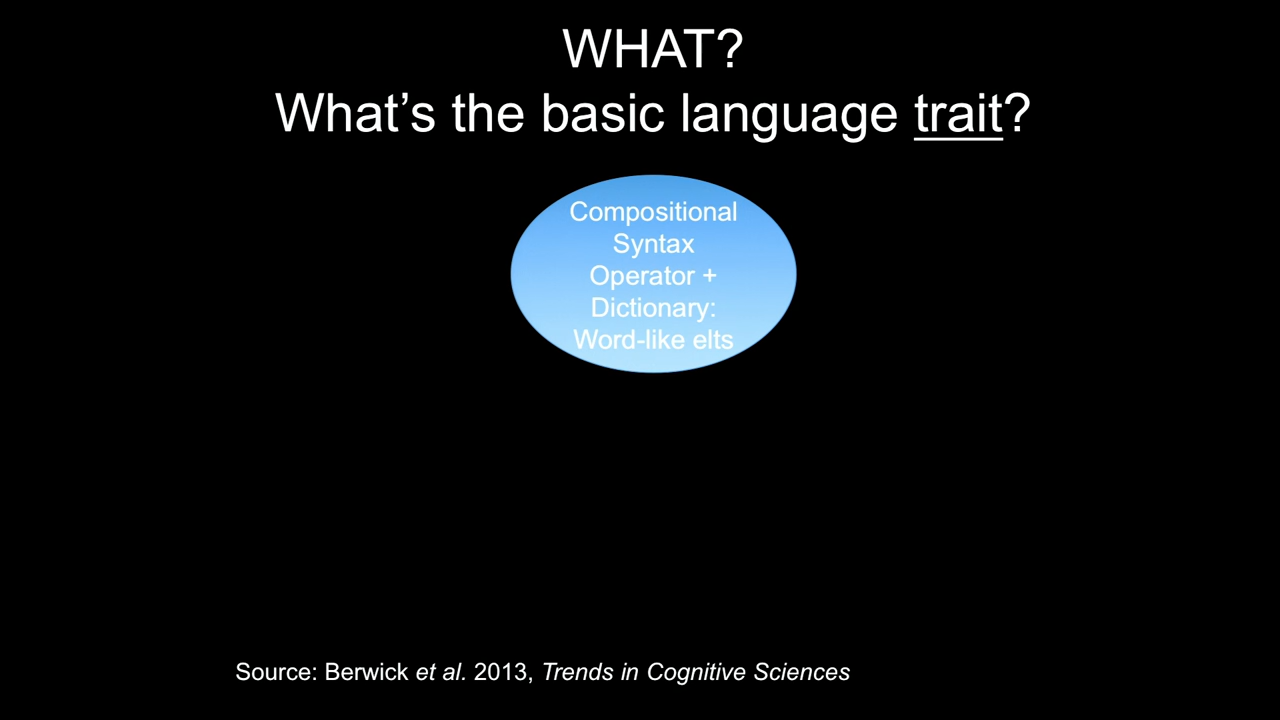 WHAT?
What’s the basic language trait?
Compositional
Syntax
Operator +
Dictionary:
Word-like elts
Source: Berwick et al. 2013, Trends in Cognitive Sciences